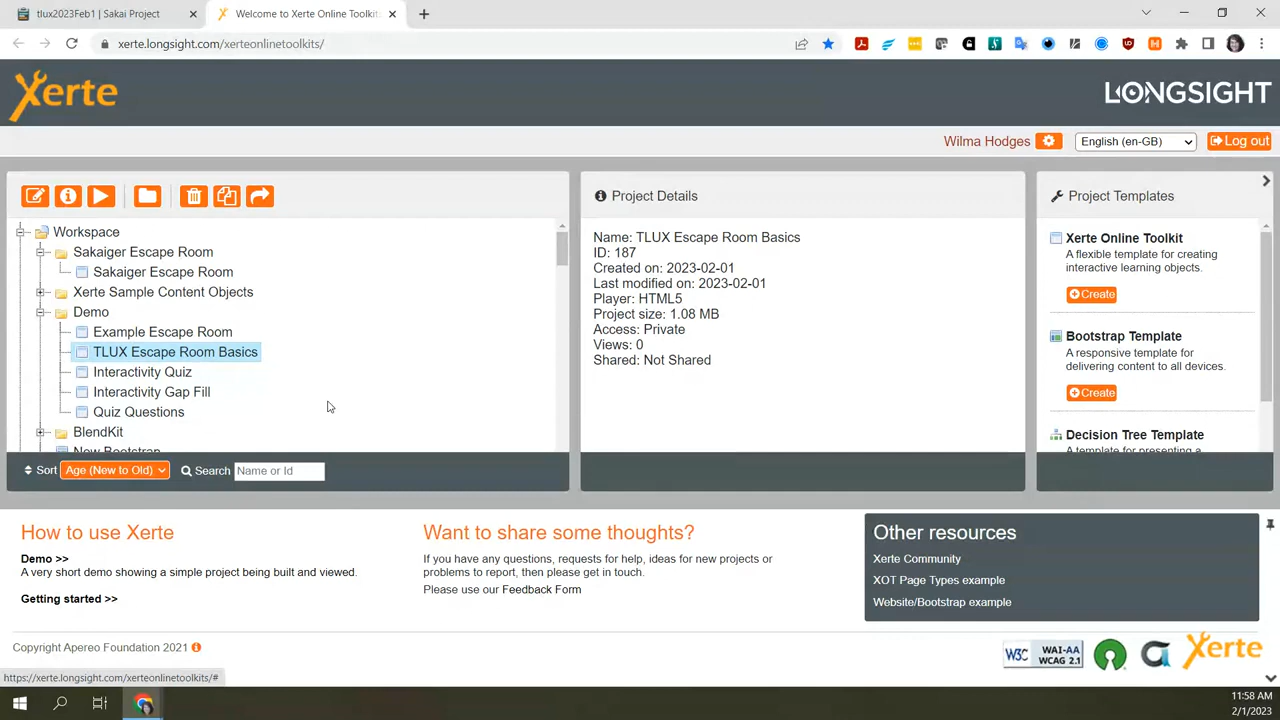 tlux2023Feb1 | Sakai Project
Welcome to Xerte Online Toolkits
xerte.longsight.com/xerteonlinetoolkits/
Xerte
LONGSIGHT
Wilma Hodges
English (en-GB)
Log out
Workspace
Sakaiger Escape Room
Sakaiger Escape Room
Xerte Sample Content Objects
Demo
Example Escape Room
TLUX Escape Room Basics
Interactivity Quiz
Interactivity Gap Fill
Quiz Questions
BlendKit
New Bootstrap
Sort
Age (New to Old)
Search
Name or Id
Project Details
Name: TLUX Escape Room Basics
ID: 187
Created on: 2023-02-01
Last modified on: 2023-02-01
Player: HTML5
Project size: 1.08 MB
Access: Private
Views: 0
Shared: Not Shared
Project Templates
Xerte Online Toolkit
A flexible template for creating
interactive learning objects.
Create
Bootstrap Template
A responsive template for
delivering content to all devices.
Create
Decision Tree Template
A template for presenting a
How to use Xerte
Demo >>
A very short demo showing a simple project being built and viewed.
Getting started >>
Want to share some thoughts?
If you have any questions, requests for help, ideas for new projects or
problems to report, then please get in touch.
Please use our Feedback Form
Other resources
Xerte Community
XOT Page Types example
Website/Bootstrap example
Copyright Apereo Foundation 2021
W3C
WAI-AA
WCAG 2.1
Xerte
https://xerte.longsight.com/xerteonlinetoolkits/#
11:58 AM
2/1/2023